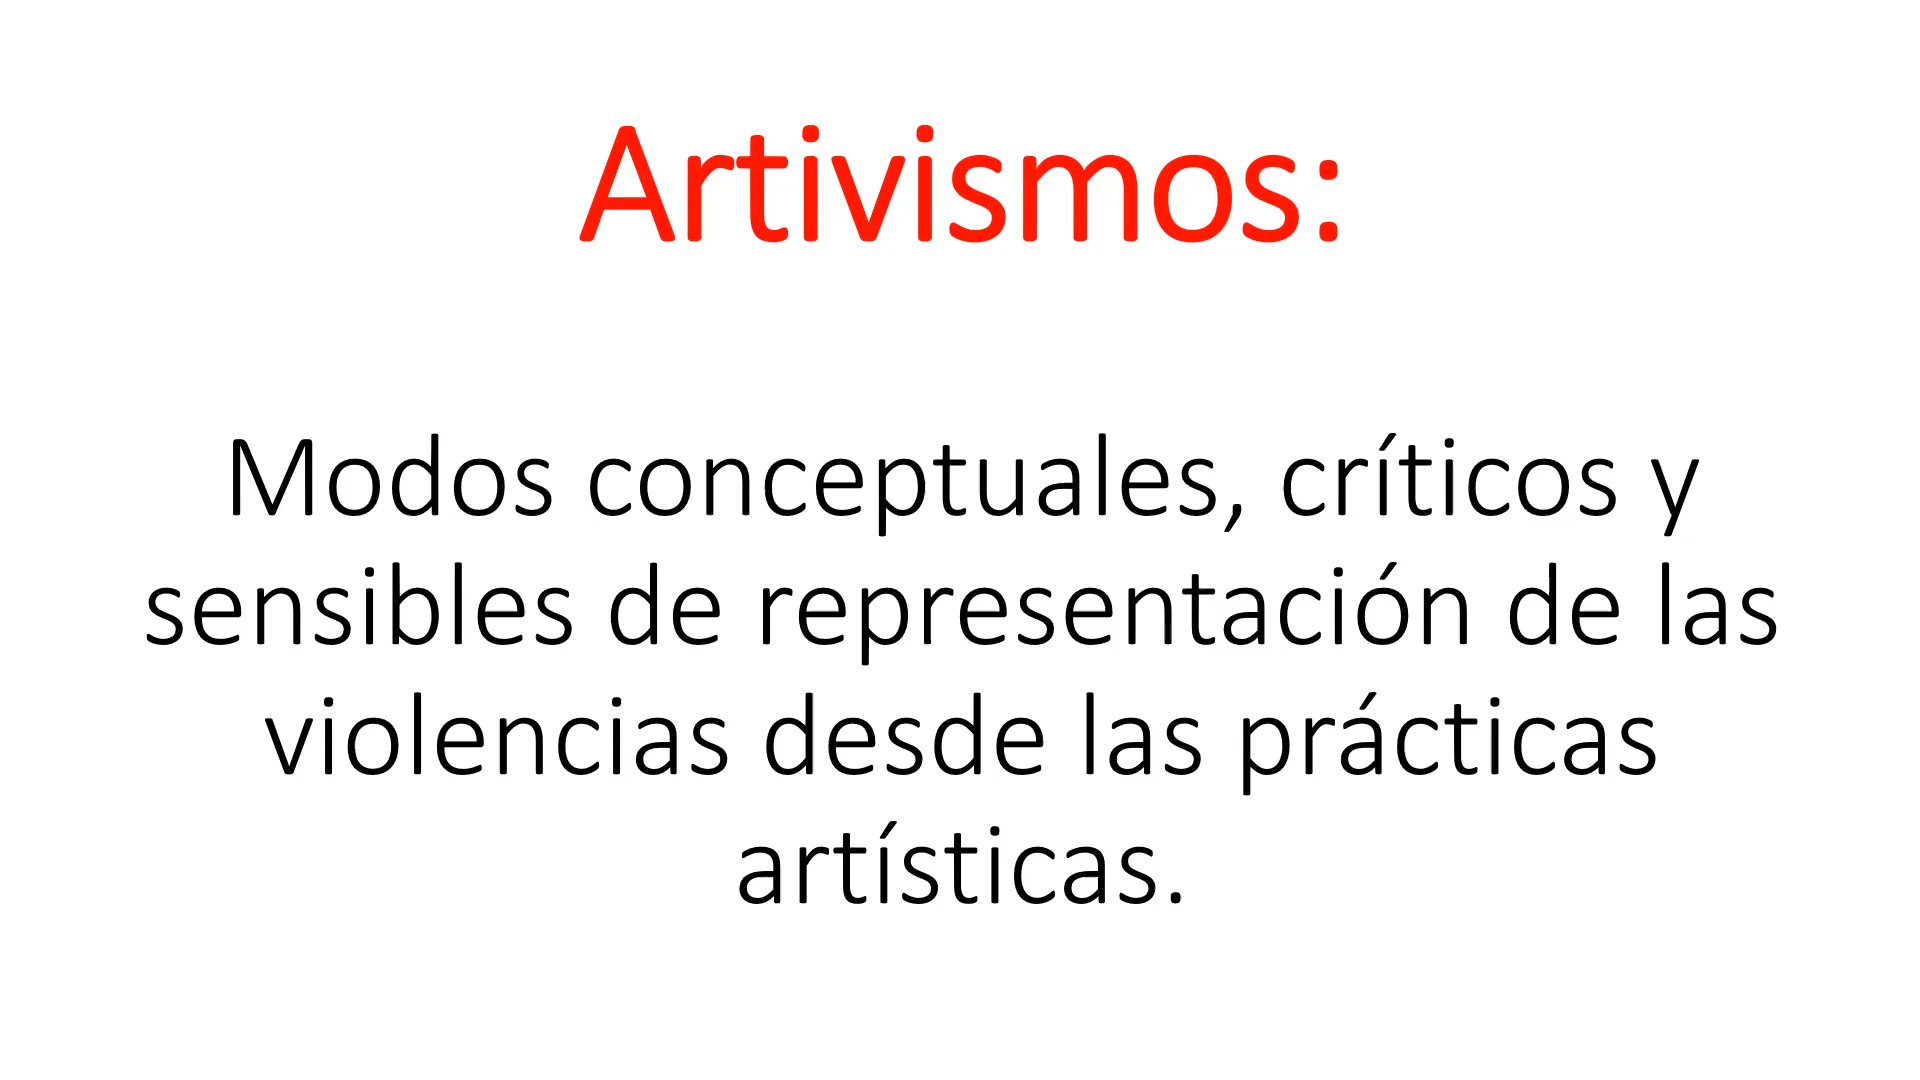 Artivismos:
Modos conceptuales, críticos y
sensibles de representación de las
violencias desde las prácticas
artísticas.